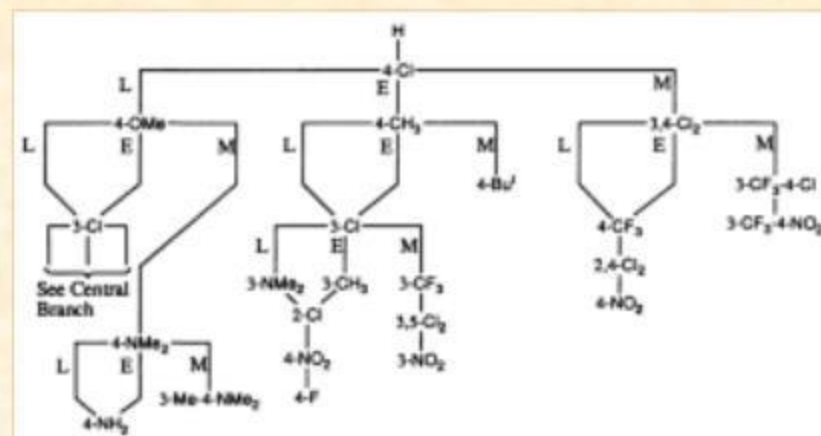 H
4-Cl
L E M
4-OMe 4-CH₃ 3,4-Cl₂
L E M L E M L E M
4-Buᵗ 3-CF₃-4-Cl
3-Cl 3-Cl 4-CF₃ 3-CF₃-4-NO₂
L E M
See Central
Branch
3-NMe₂ 3-CH₃ 3-CF₃ 2,4-Cl₂
2-Cl 3,5-Cl₂ 4-NO₂
4-NMe₂ 4-NO₂ 3-NO₂
L E M
3-Me-4-NMe₂ 4-F
4-NH₂